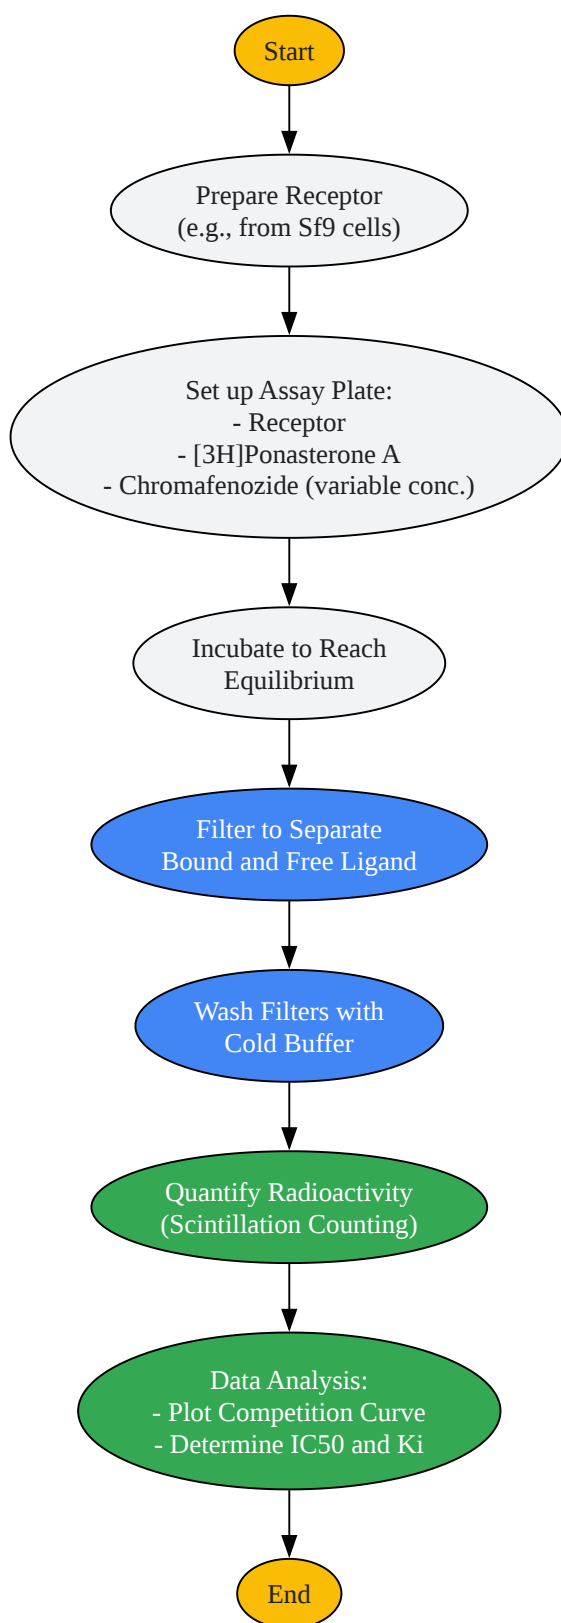 Start
Prepare Receptor
(e.g., from Sf9 cells)
Set up Assay Plate:
- Receptor
- [3H]Ponasterone A
- Chromafenozide (variable conc.)
Incubate to Reach
Equilibrium
Filter to Separate
Bound and Free Ligand
Wash Filters with
Cold Buffer
Quantify Radioactivity
(Scintillation Counting)
Data Analysis:
- Plot Competition Curve
- Determine IC50 and Ki
End